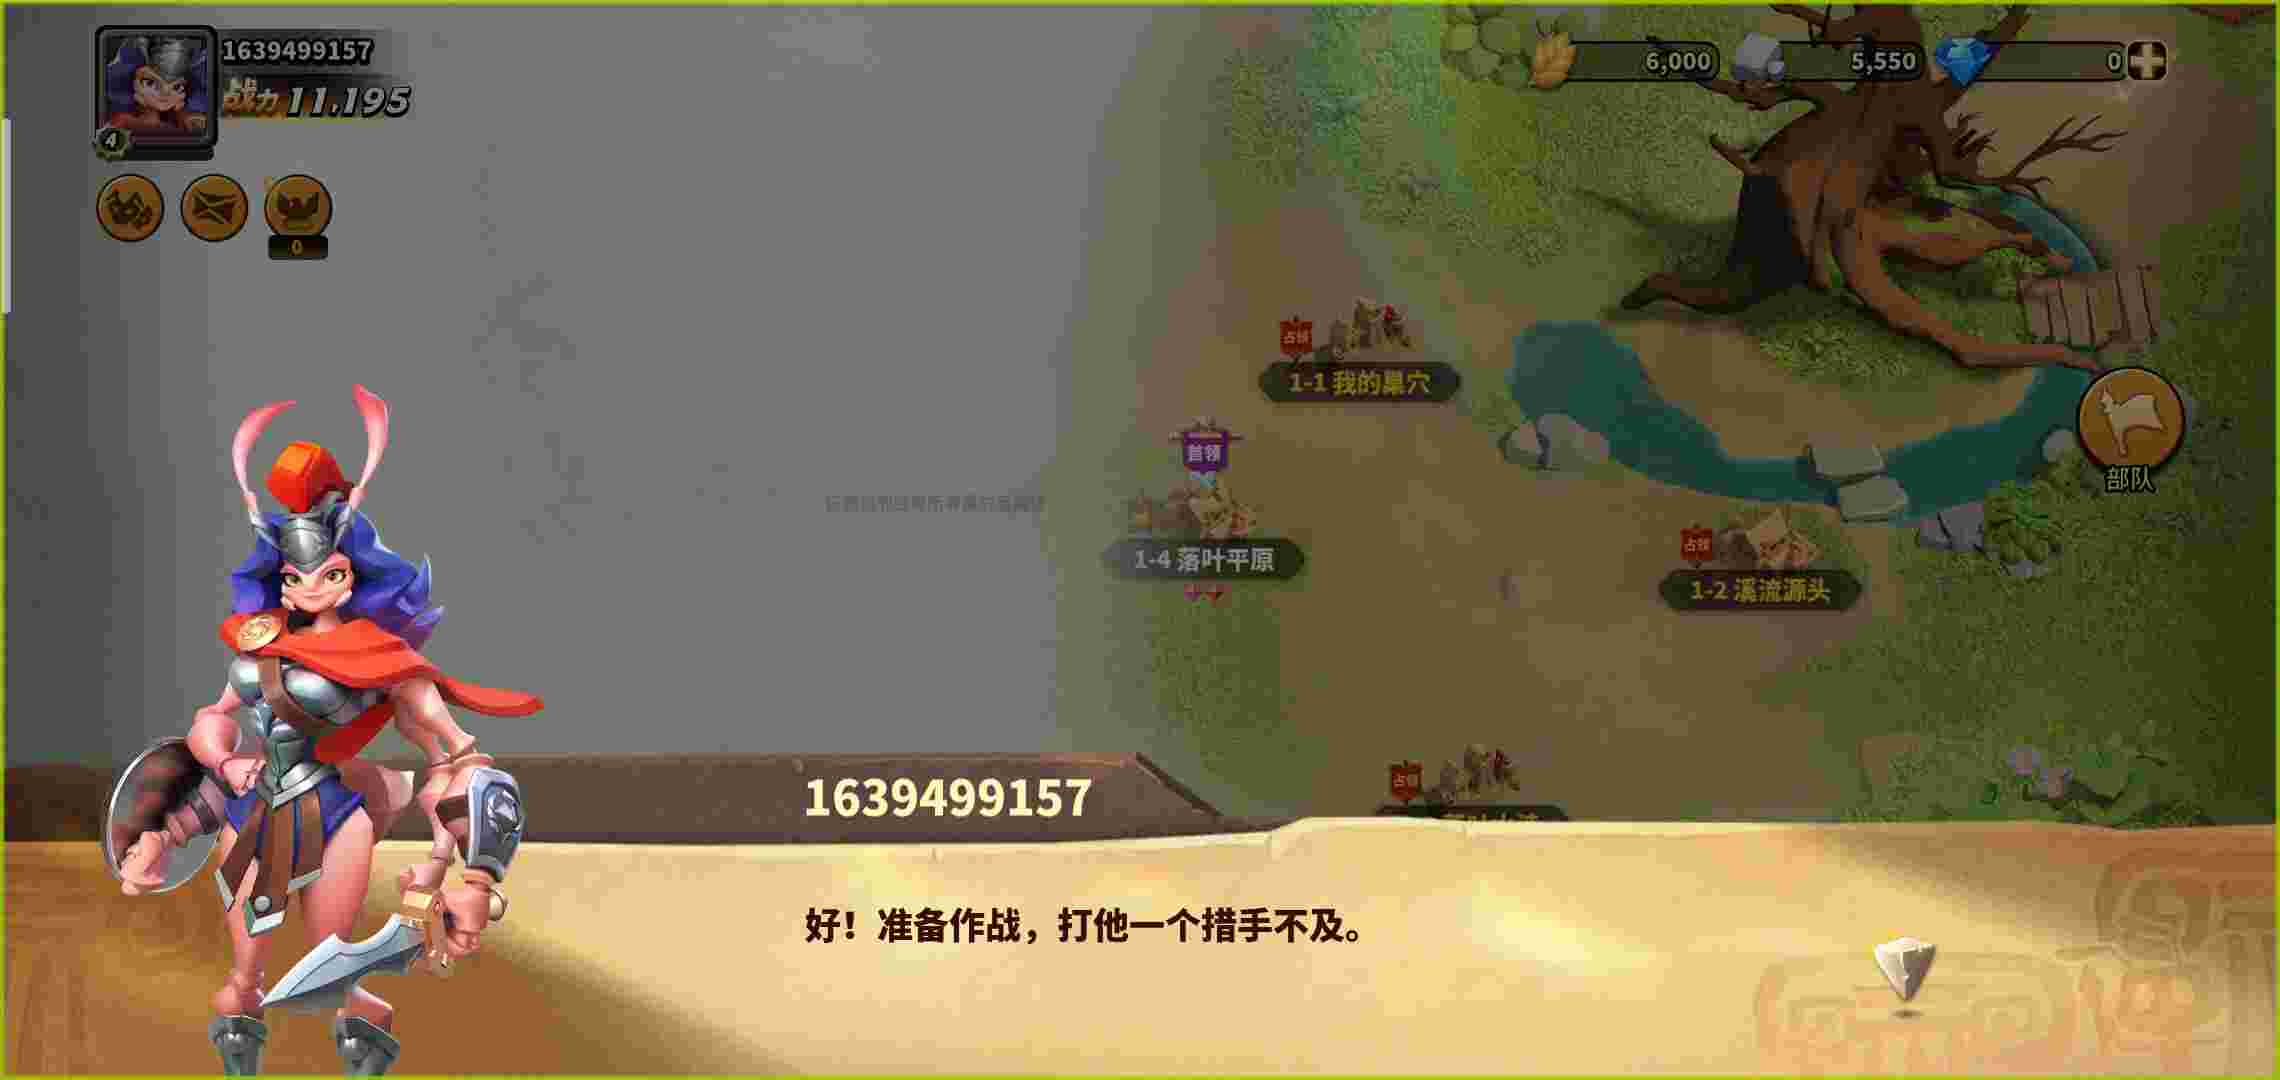 1639499157
战力 11,195
4
0
6,000
5,550
0
占领
1-1 我的巢穴
首领
1-4 落叶平原
占领
1-2 溪流源头
部队
占领
1639499157
好！准备作战，打他一个措手不及。